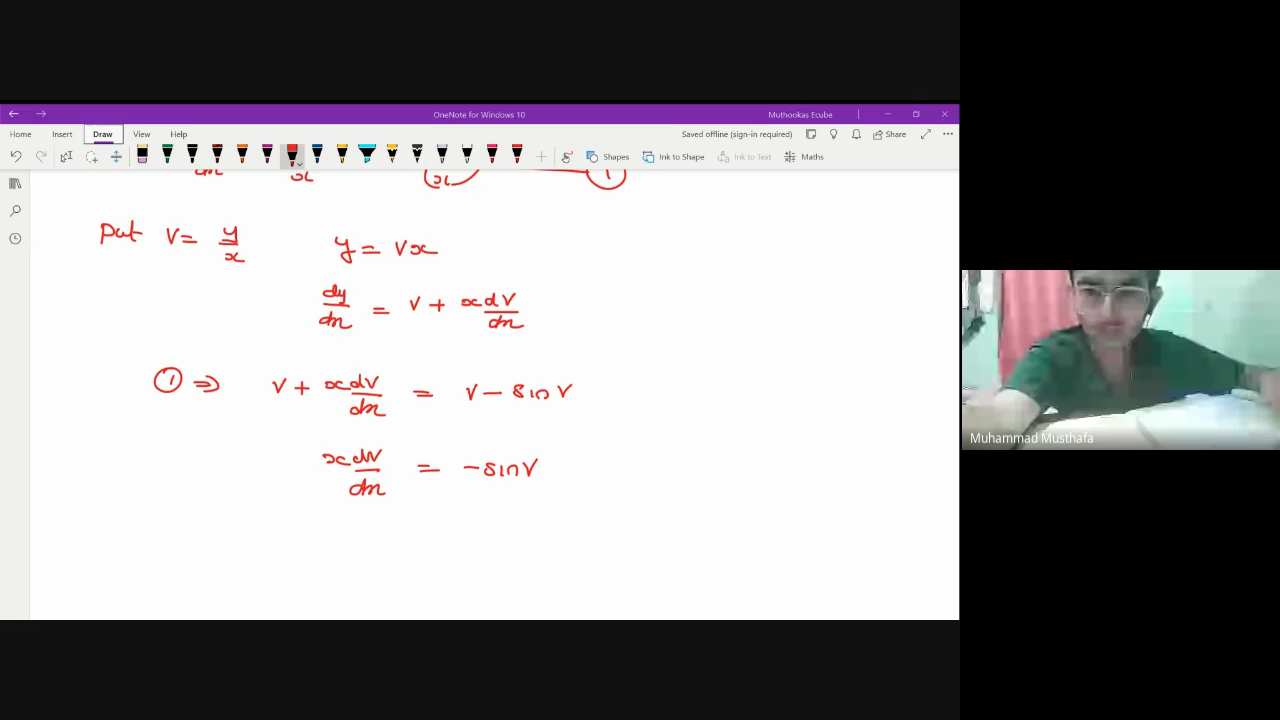 OneNote for Windows 10
Muthookas Ecube
Home Insert Draw View Help
Saved offline (sign-in required)
Share
Shapes
Ink to Shape
Ink to Text
Maths
dx x (x) 1
Put V = y/x y = Vx
dy/dx = V + x dV/dx
① ⇒ V + x dV/dx = V - sin V
x dV/dx = - sin V
Muhammad Musthafa